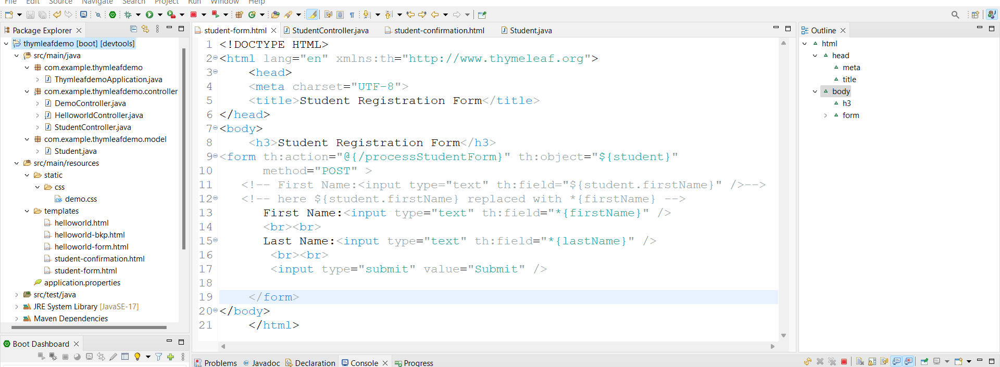 File Edit Source Navigate Search Project Run Window Help
Package Explorer
thymleafdemo [boot] [devtools]
src/main/java
com.example.thymleafdemo
ThymleafdemoApplication.java
com.example.thymleafdemo.controller
DemoController.java
HelloworldController.java
StudentController.java
com.example.thymleafdemo.model
Student.java
src/main/resources
static
css
demo.css
templates
helloworld.html
helloworld-bkp.html
helloworld-form.html
student-confirmation.html
student-form.html
application.properties
src/test/java
JRE System Library [JavaSE-17]
Maven Dependencies
Boot Dashboard
student-form.html StudentController.java student-confirmation.html Student.java
1 <!DOCTYPE HTML>
2 <html lang="en" xmlns:th="http://www.thymeleaf.org">
3 <head>
4 <meta charset="UTF-8">
5 <title>Student Registration Form</title>
6 </head>
7 <body>
8 <h3>Student Registration Form</h3>
9 <form th:action="@{/processStudentForm}" th:object="${student}"
10 method="POST" >
11 <!-- First Name:<input type="text" th:field="${student.firstName}" />-->
12 <!-- here ${student.firstName} replaced with *{firstName} -->
13 First Name:<input type="text" th:field="*{firstName}" />
14 <br><br>
15 Last Name:<input type="text" th:field="*{lastName}" />
16 <br><br>
17 <input type="submit" value="Submit" />
18
19 </form>
20 </body>
21 </html>
Problems Javadoc Declaration Console Progress
Outline
html
head
meta
title
body
h3
form